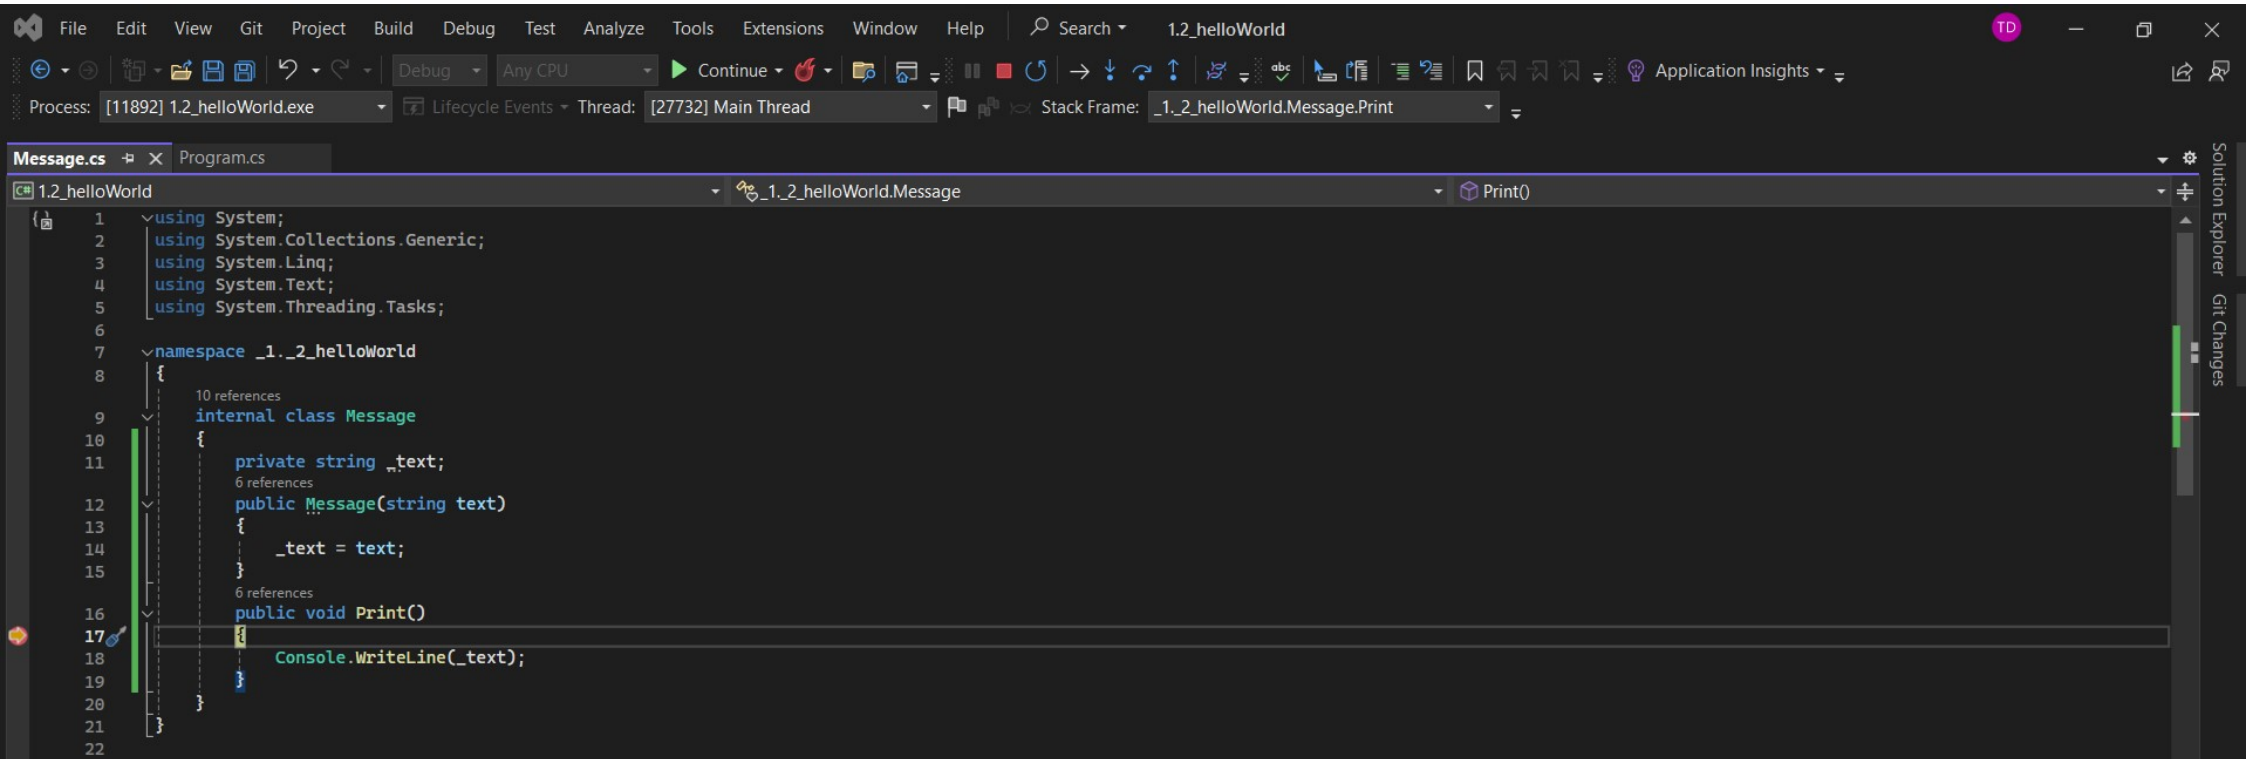 File Edit View Git Project Build Debug Test Analyze Tools Extensions Window Help Search 1.2_helloWorld TD
Debug Any CPU Continue abc Application Insights
Process: [11892] 1.2_helloWorld.exe Lifecycle Events Thread: [27732] Main Thread Stack Frame: _1._2_helloWorld.Message.Print
Message.cs Program.cs
C# 1.2_helloWorld _1._2_helloWorld.Message Print()
1 using System;
2 using System.Collections.Generic;
3 using System.Linq;
4 using System.Text;
5 using System.Threading.Tasks;
6
7 namespace _1._2_helloWorld
8 {
10 references
9 internal class Message
10 {
11 private string _text;
6 references
12 public Message(string text)
13 {
14 _text = text;
15 }
6 references
16 public void Print()
17 {
18 Console.WriteLine(_text);
19 }
20 }
21 }
22
Solution Explorer
Git Changes